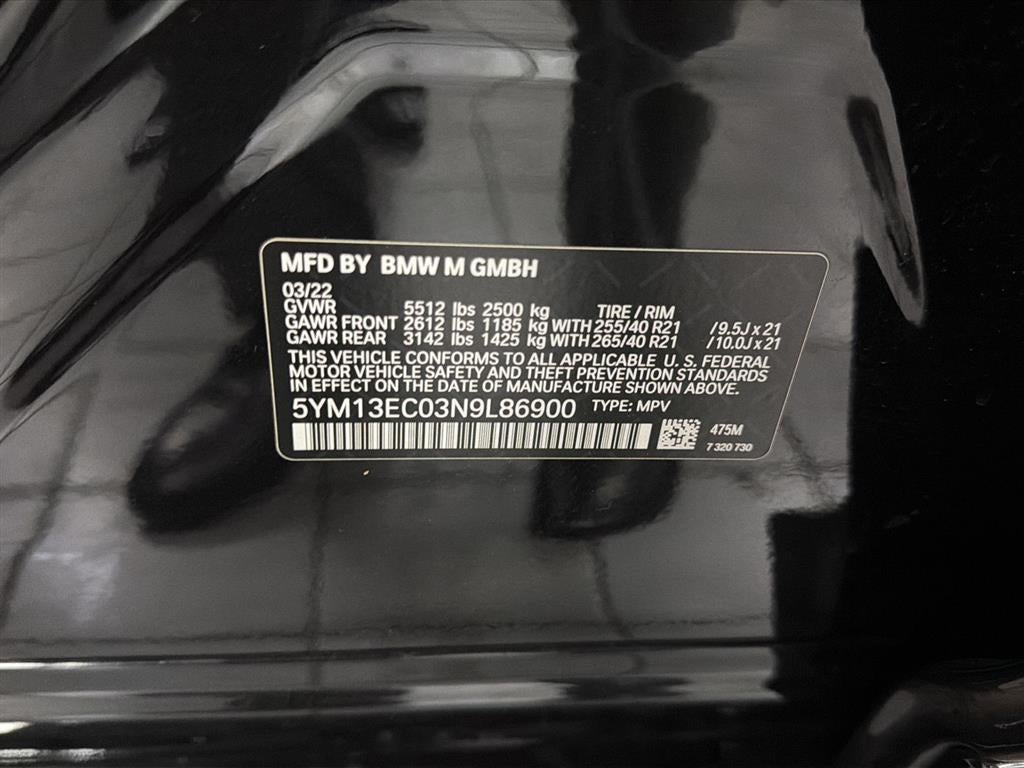 MFD BY BMW M GMBH
03/22
GVWR 5512 lbs 2500 kg TIRE / RIM
GAWR FRONT 2612 lbs 1185 kg WITH 255/40 R21 / 9.5J x 21
GAWR REAR 3142 lbs 1425 kg WITH 265/40 R21 / 10.0J x 21
THIS VEHICLE CONFORMS TO ALL APPLICABLE U.S. FEDERAL
MOTOR VEHICLE SAFETY AND THEFT PREVENTION STANDARDS
IN EFFECT ON THE DATE OF MANUFACTURE SHOWN ABOVE.
5YM13EC03N9L86900 TYPE: MPV
475M
7 320 730